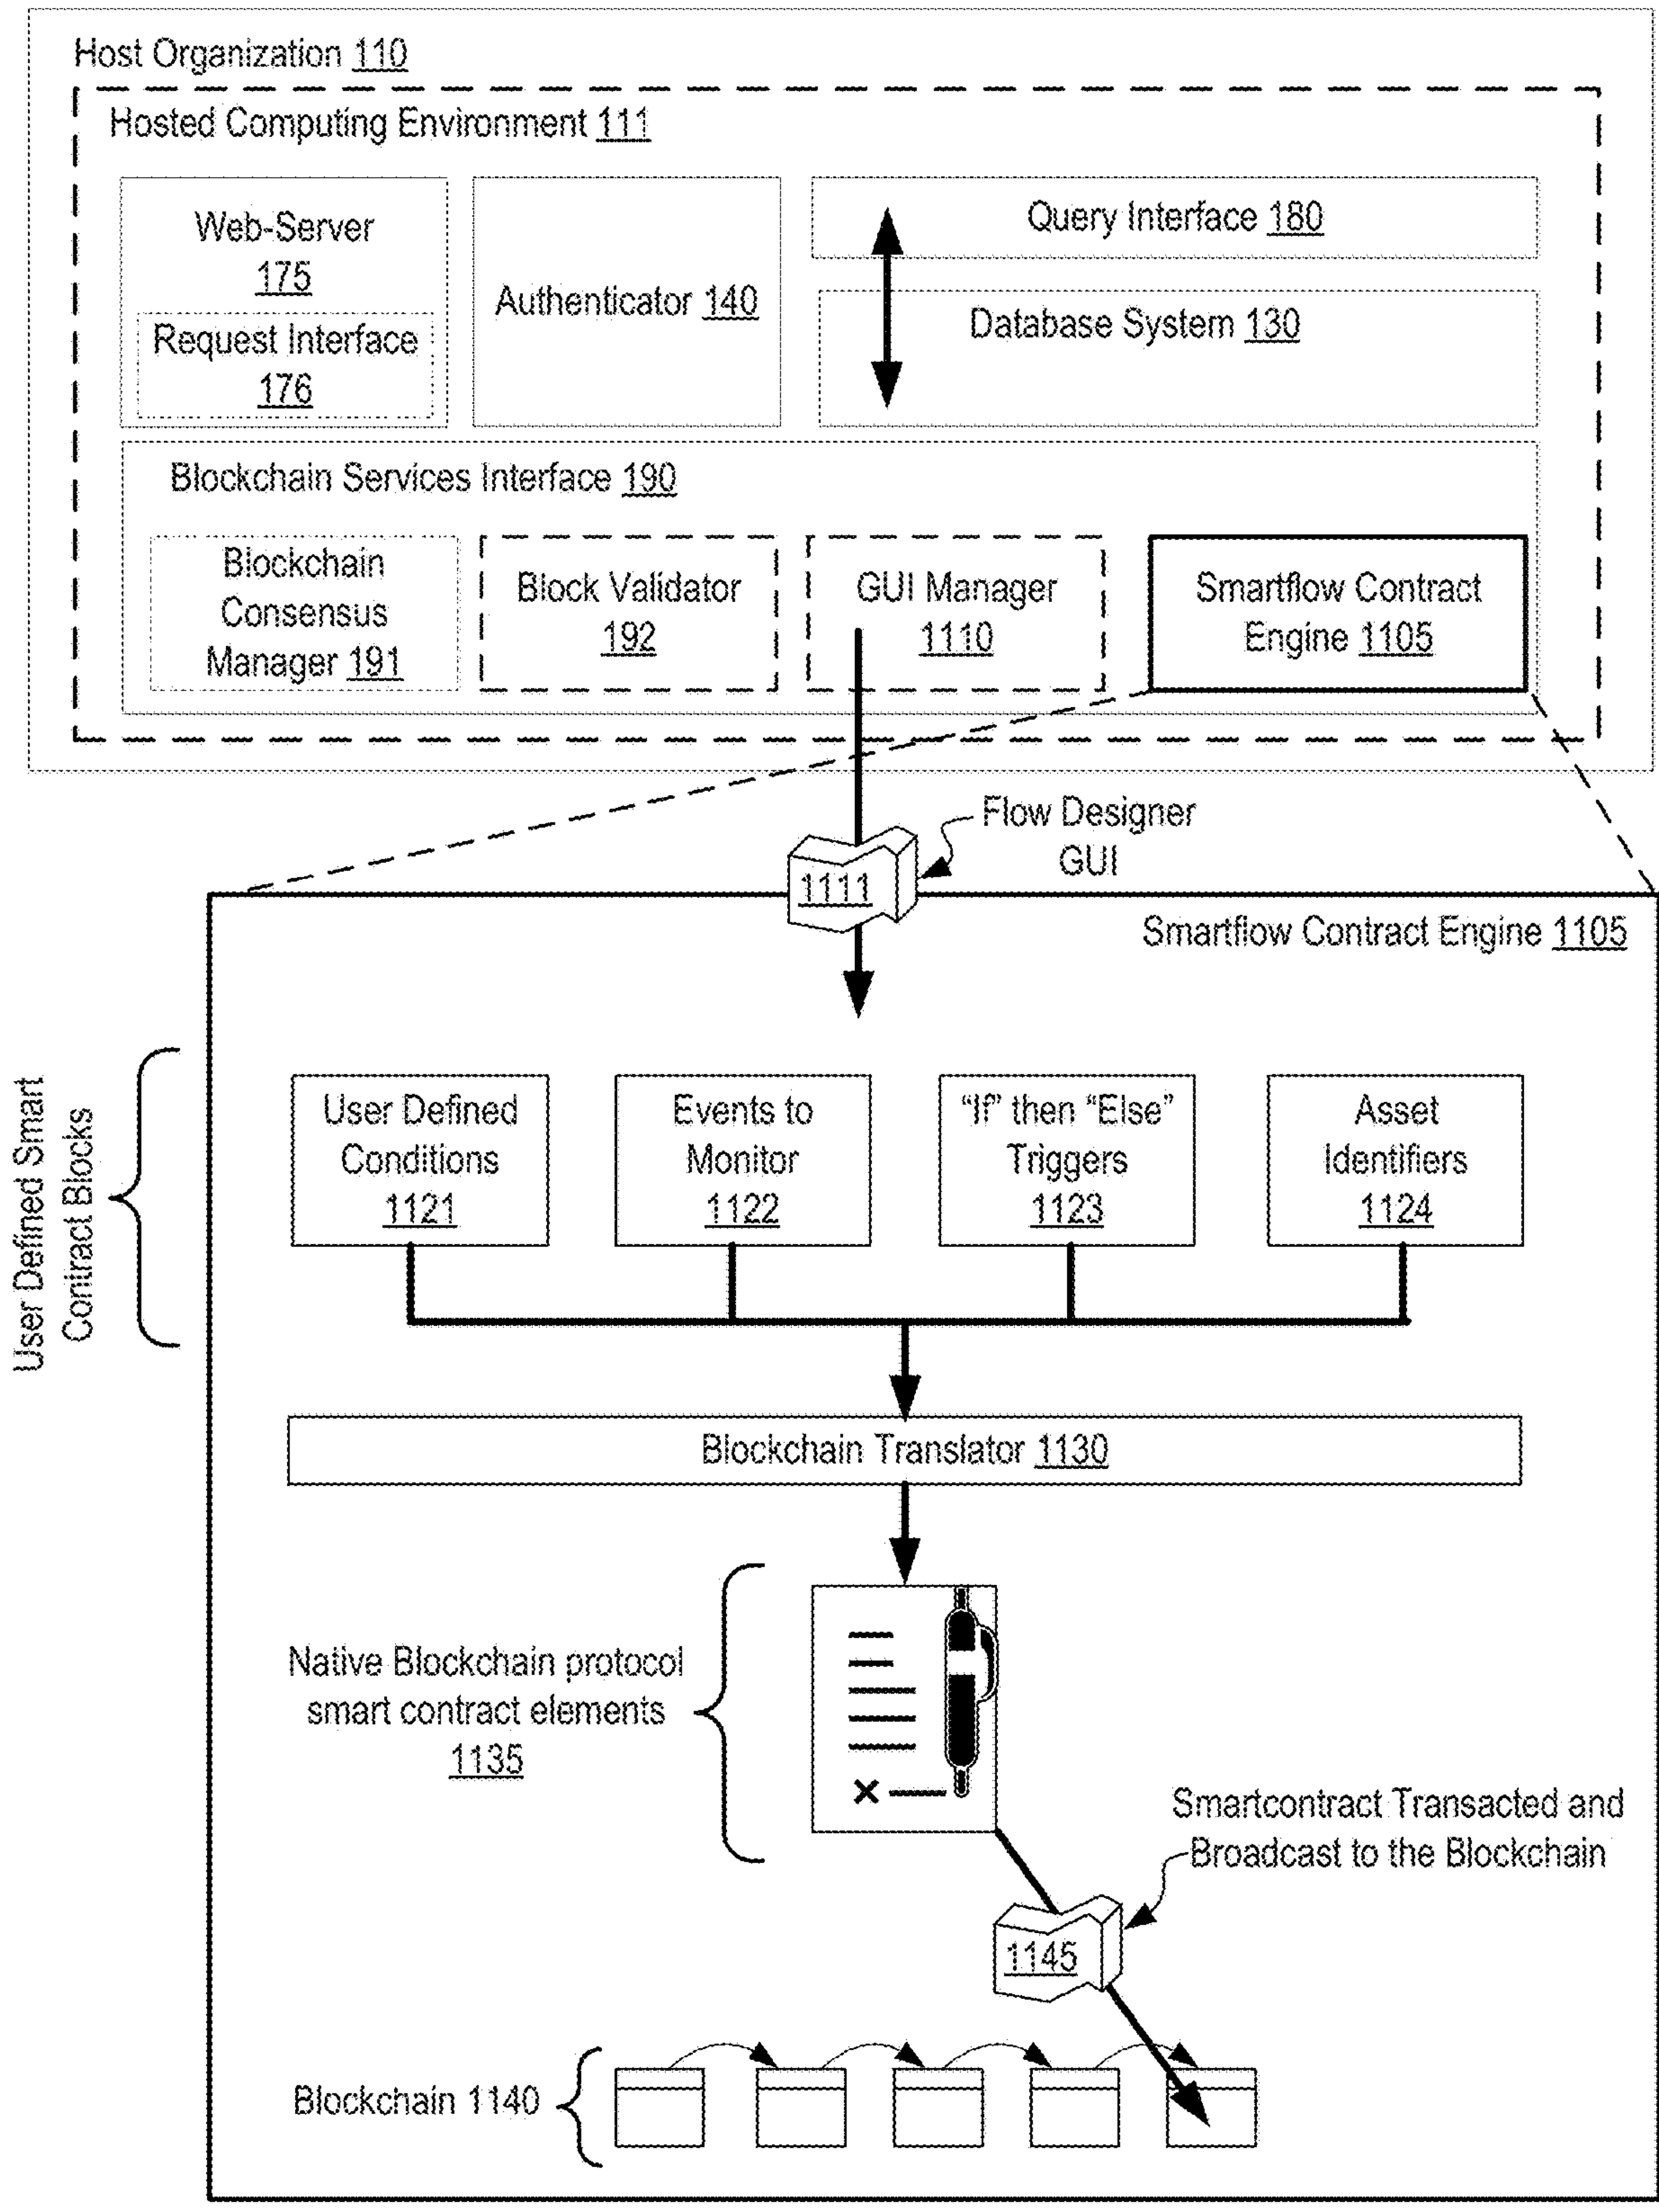 Host Organization 110
Hosted Computing Environment 111
Web-Server
175
Request Interface
176
Authenticator 140
Query Interface 180
Database System 130
Blockchain Services Interface 190
Blockchain
Consensus
Manager 191
Block Validator
192
GUI Manager
1110
Smartflow Contract
Engine 1105
Flow Designer
GUI
1111
Smartflow Contract Engine 1105
User Defined Smart
Contract Blocks
User Defined
Conditions
1121
Events to
Monitor
1122
“If” then “Else”
Triggers
1123
Asset
Identifiers
1124
Blockchain Translator 1130
Native Blockchain protocol
smart contract elements
1135
Smartcontract Transacted and
Broadcast to the Blockchain
1145
Blockchain 1140